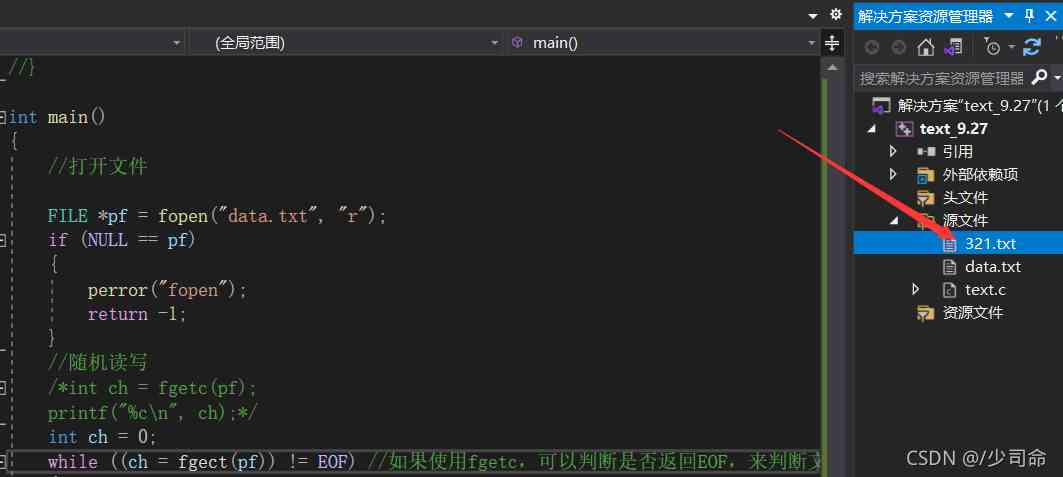 解决方案资源管理器
(全局范围) main()
//}
搜索解决方案资源管理器
解决方案"text_9.27"(1 个
int main() text_9.27
{ 引用
//打开文件 外部依赖项
头文件
FILE *pf = fopen("data.txt", "r"); 源文件
if (NULL == pf) 321.txt
{ data.txt
perror("fopen"); text.c
return -1; 资源文件
}
//随机读写
/*int ch = fgetc(pf);
printf("%c\n", ch);*/
int ch = 0;
while ((ch = fgect(pf)) != EOF) //如果使用fgetc，可以判断是否返回EOF，来判断文
CSDN @/少司命